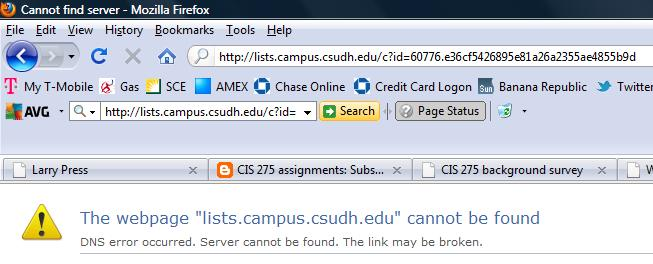 Cannot find server - Mozilla Firefox
File Edit View History Bookmarks Tools Help
http://lists.campus.csudh.edu/c?id=60776.e36cf5426895e81a26a2355ae4855b9d
My T-Mobile Gas SCE AMEX Chase Online Credit Card Logon Sun Banana Republic Twitter
AVG http://lists.campus.csudh.edu/c?id= Search Page Status
Larry Press CIS 275 assignments: Subs... CIS 275 background survey W
The webpage "lists.campus.csudh.edu" cannot be found
DNS error occurred. Server cannot be found. The link may be broken.